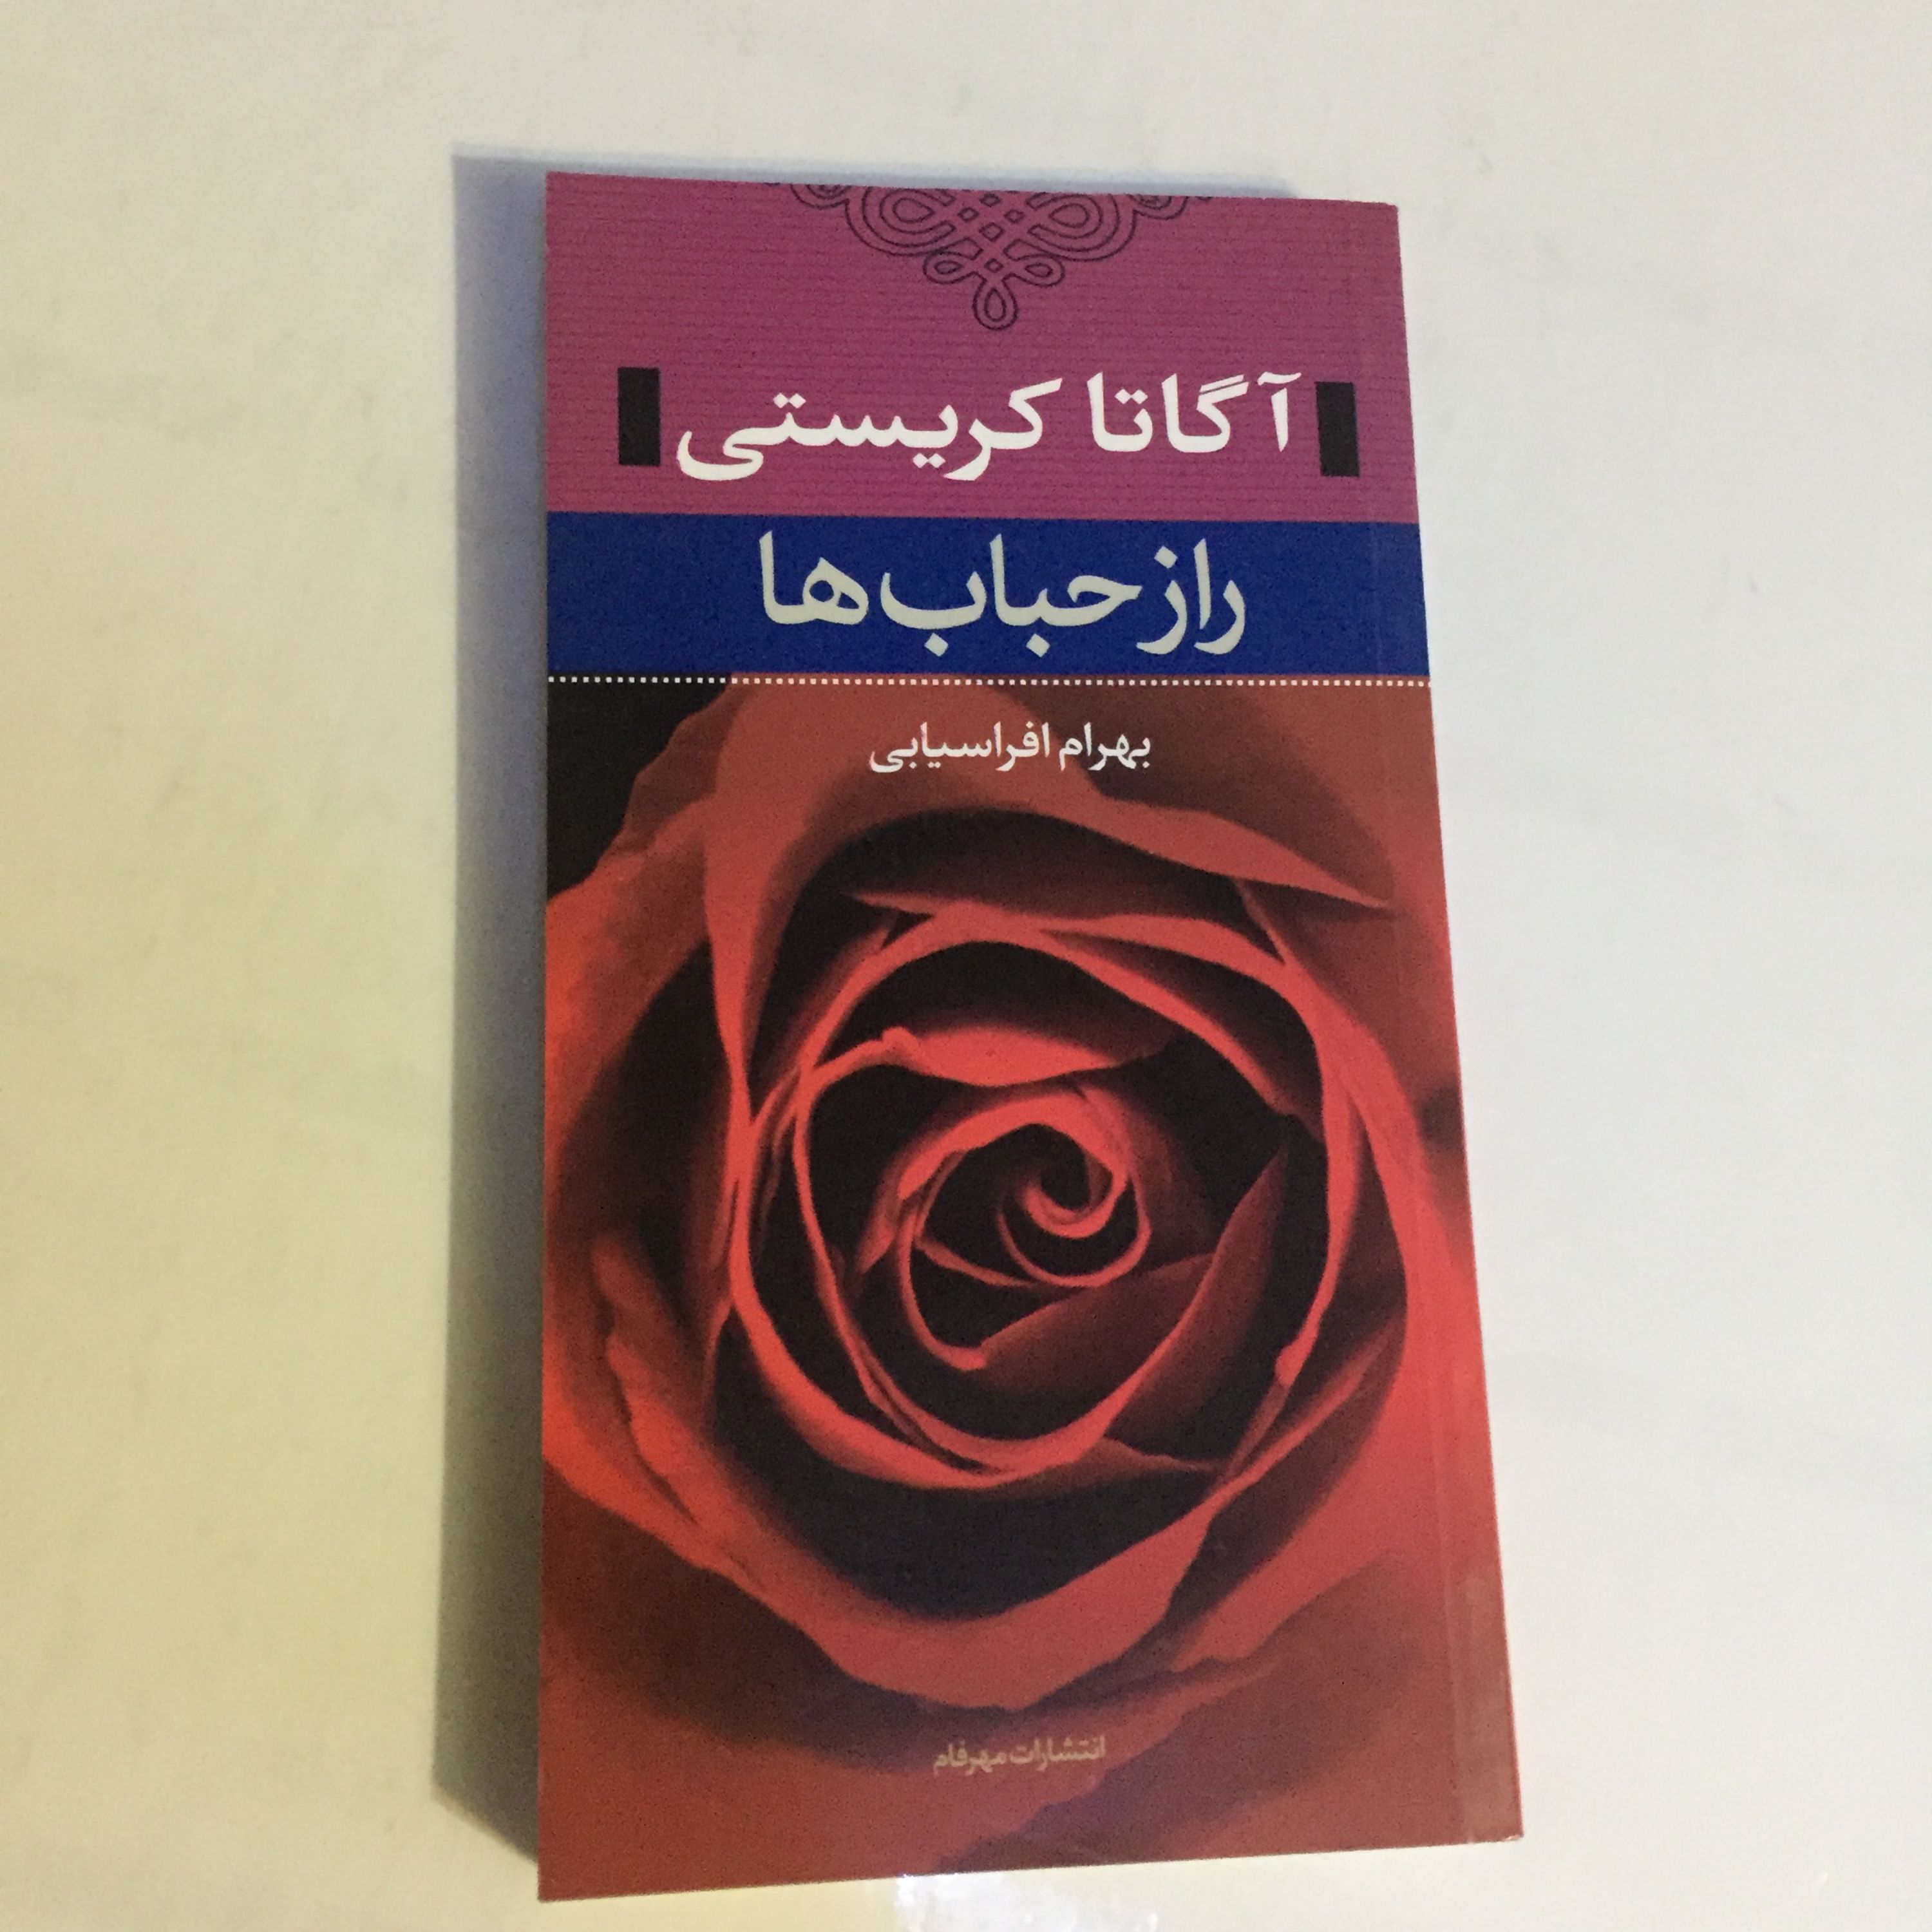 آگاتا کریستی
راز حباب‌ها
بهرام افراسیابی
انتشارات مهرفام